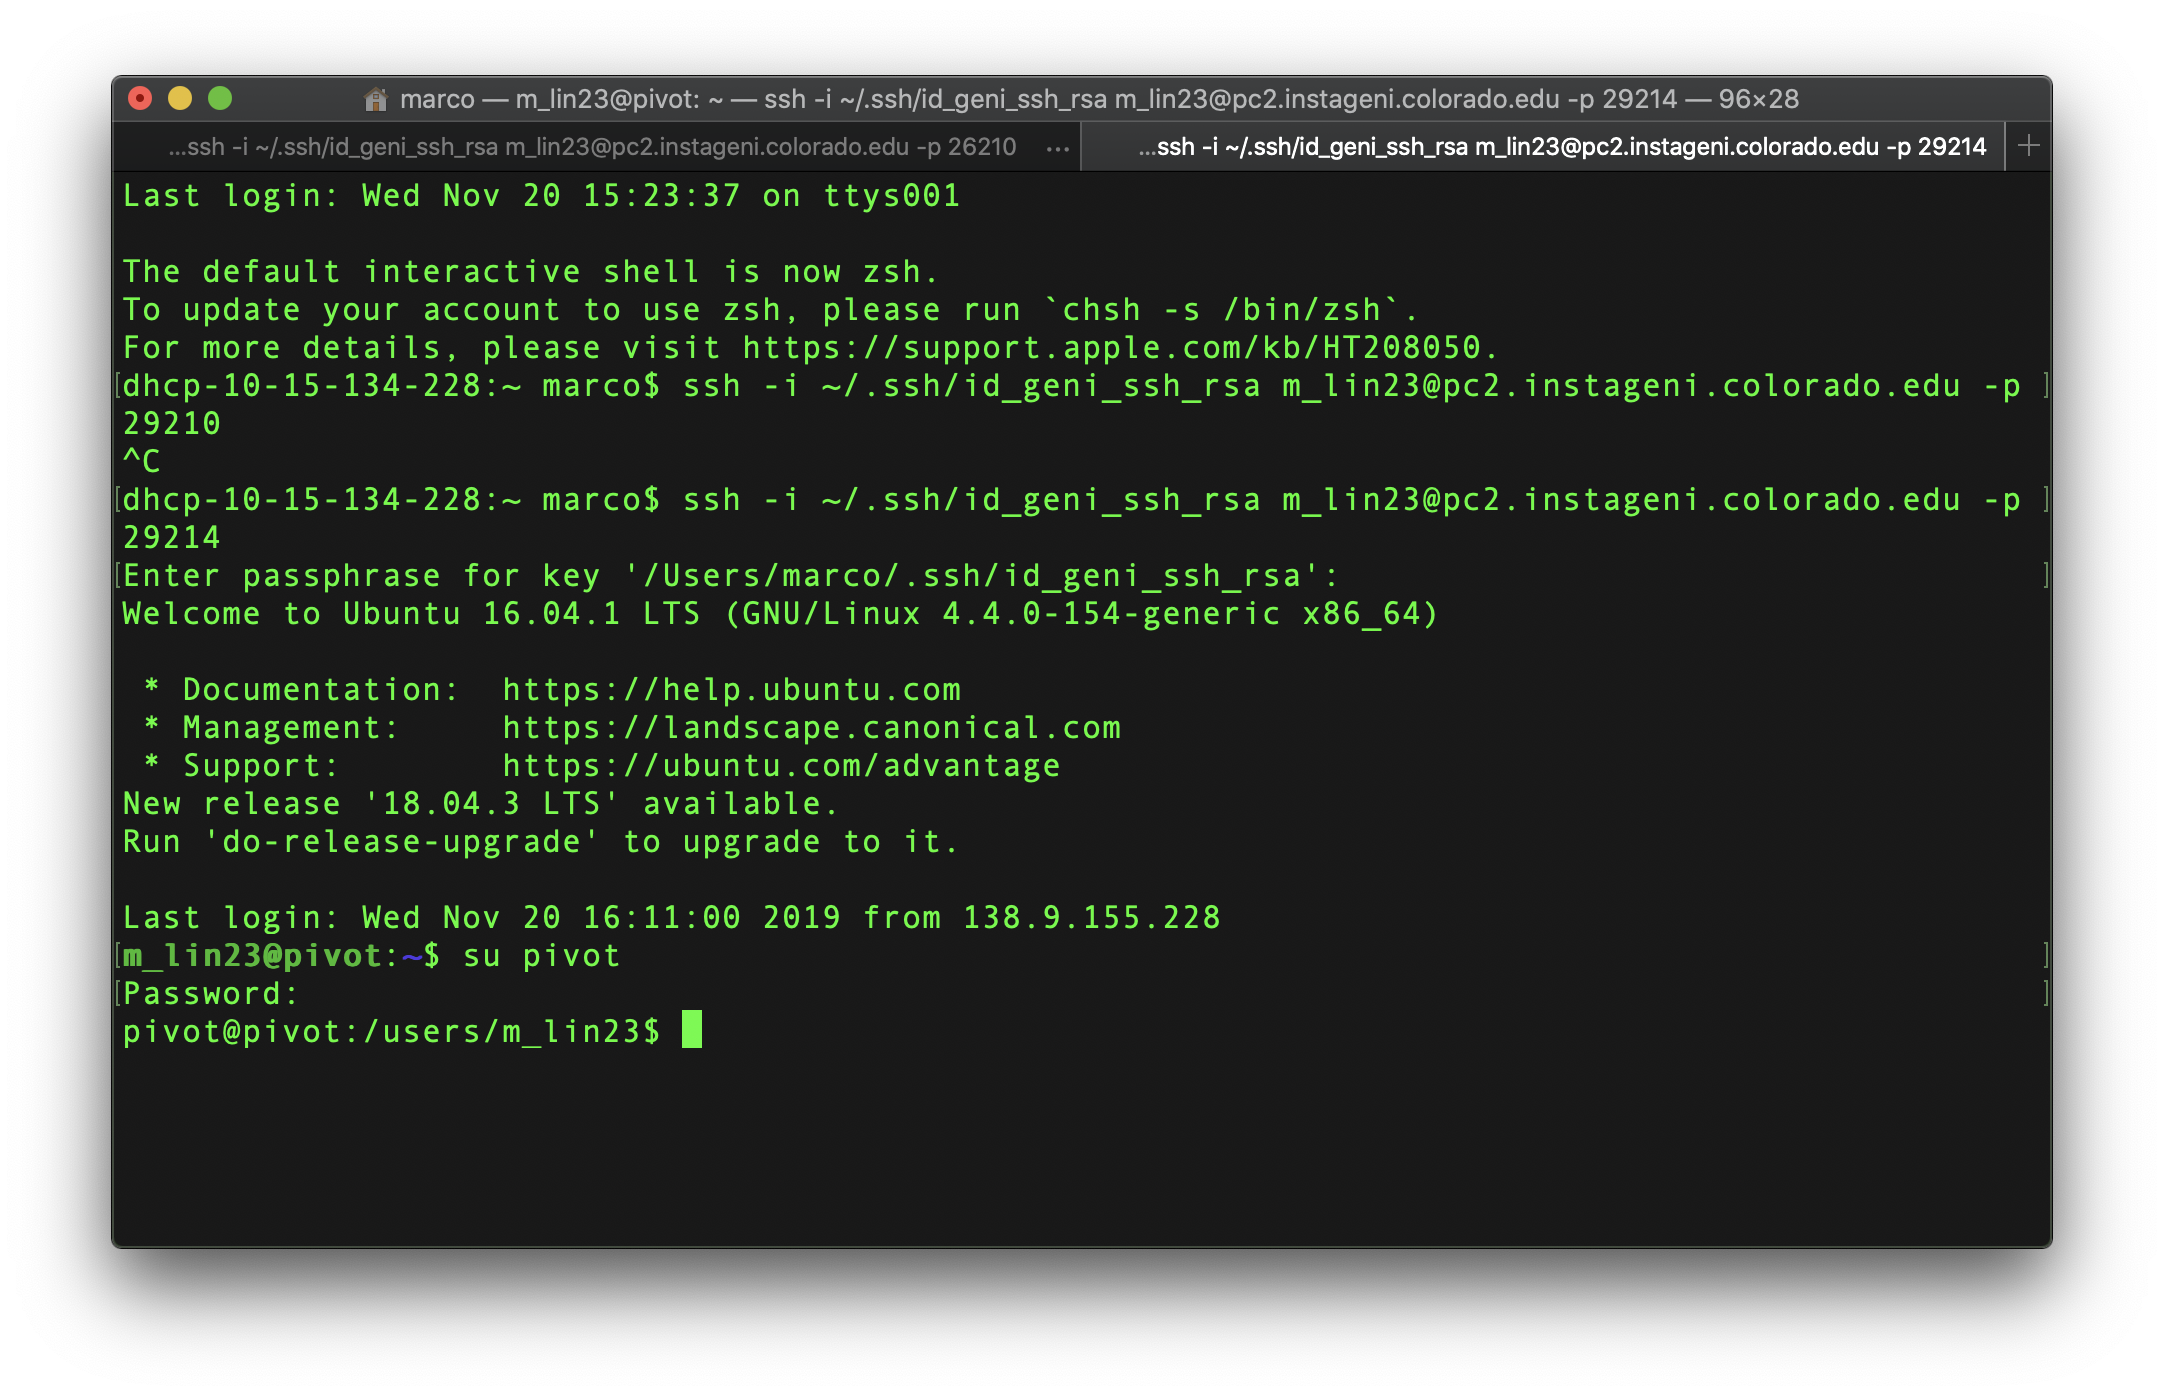 marco — m_lin23@pivot: ~ — ssh -i ~/.ssh/id_geni_ssh_rsa m_lin23@pc2.instageni.colorado.edu -p 29214 — 96×28
...ssh -i ~/.ssh/id_geni_ssh_rsa m_lin23@pc2.instageni.colorado.edu -p 26210 ... ...ssh -i ~/.ssh/id_geni_ssh_rsa m_lin23@pc2.instageni.colorado.edu -p 29214 +
Last login: Wed Nov 20 15:23:37 on ttys001
The default interactive shell is now zsh.
To update your account to use zsh, please run `chsh -s /bin/zsh`.
For more details, please visit https://support.apple.com/kb/HT208050.
[dhcp-10-15-134-228:~ marco$ ssh -i ~/.ssh/id_geni_ssh_rsa m_lin23@pc2.instageni.colorado.edu -p ]
29210
^C
[dhcp-10-15-134-228:~ marco$ ssh -i ~/.ssh/id_geni_ssh_rsa m_lin23@pc2.instageni.colorado.edu -p ]
29214
[Enter passphrase for key '/Users/marco/.ssh/id_geni_ssh_rsa': ]
Welcome to Ubuntu 16.04.1 LTS (GNU/Linux 4.4.0-154-generic x86_64)
* Documentation:  https://help.ubuntu.com
* Management:     https://landscape.canonical.com
* Support:        https://ubuntu.com/advantage
New release '18.04.3 LTS' available.
Run 'do-release-upgrade' to upgrade to it.
Last login: Wed Nov 20 16:11:00 2019 from 138.9.155.228
[m_lin23@pivot:~$ su pivot ]
[Password: ]
pivot@pivot:/users/m_lin23$